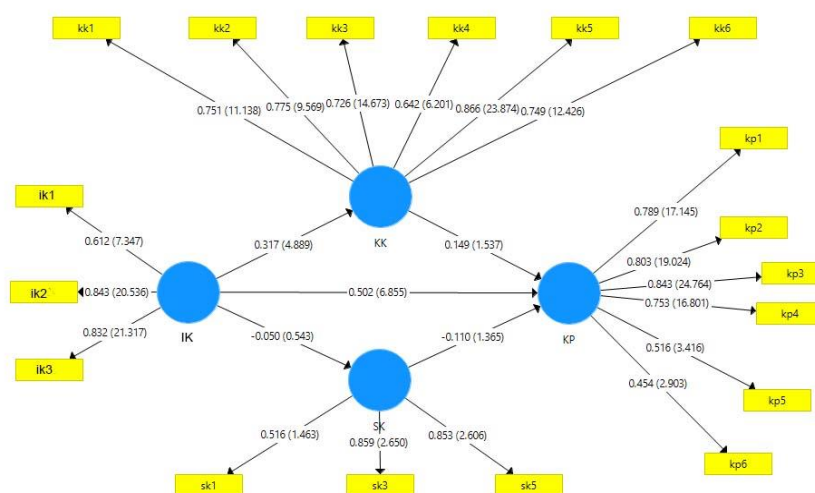 kk1
kk2
kk3
kk4
kk5
kk6
0.751 (11.138)
0.775 (9.569)
0.726 (14.673)
0.642 (6.201)
0.866 (23.874)
0.749 (12.426)
kp1
ik1
0.789 (17.145)
KK
kp2
0.612 (7.347)
0.317 (4.889)
0.149 (1.537)
0.803 (19.024)
kp3
0.843 (24.764)
ik2
0.843 (20.536)
0.502 (6.855)
0.753 (16.801)
kp4
0.832 (21.317)
IK
-0.050 (0.543)
-0.110 (1.365)
KP
0.516 (3.416)
ik3
0.454 (2.903)
kp5
SK
0.516 (1.463)
0.859 (2.650)
0.853 (2.606)
kp6
sk1
sk3
sk5